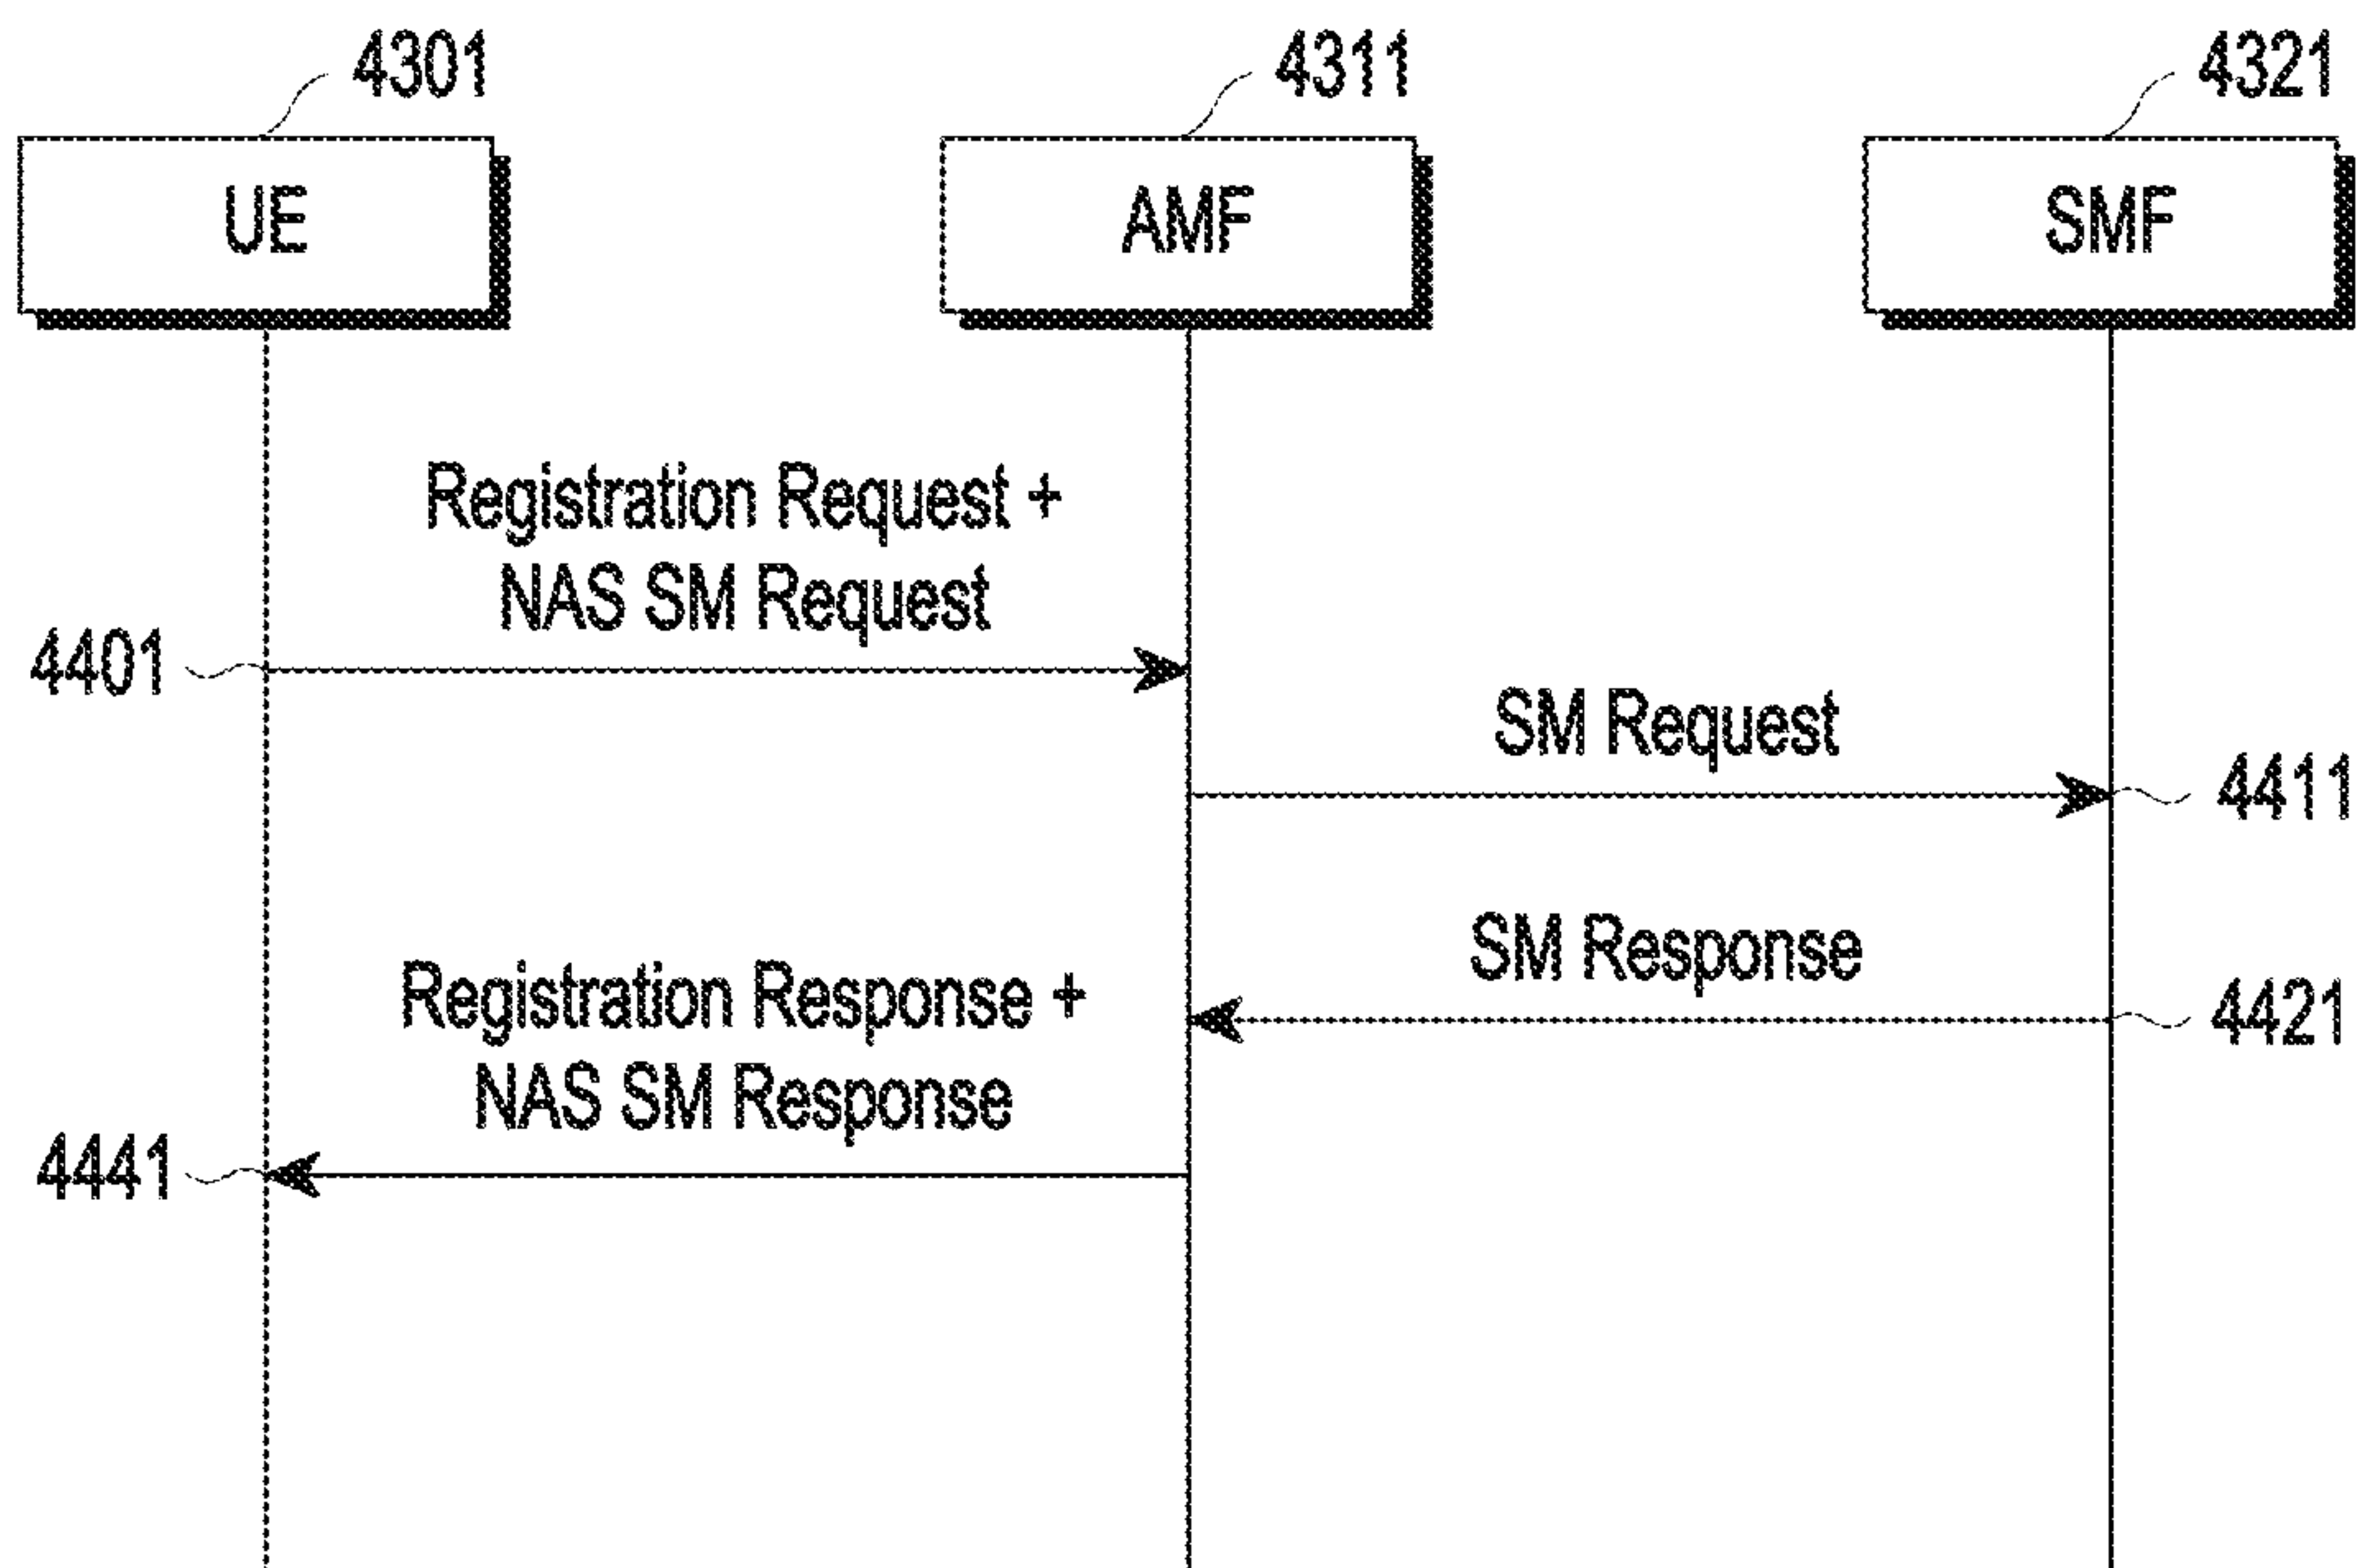 4301
4311
4321
UE
AMF
SMF
Registration Request +
NAS SM Request
4401
SM Request
4411
SM Response
4421
Registration Response +
NAS SM Response
4441